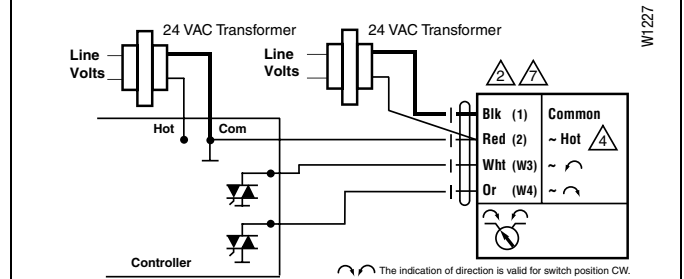 W1227
24 VAC Transformer
24 VAC Transformer
Line
Volts
Line
Volts
2 7
Hot
Com
Blk (1) Common
Red (2) ~ Hot 4
Wht (W3) ~
Or (W4) ~
Controller
The indication of direction is valid for switch position CW.